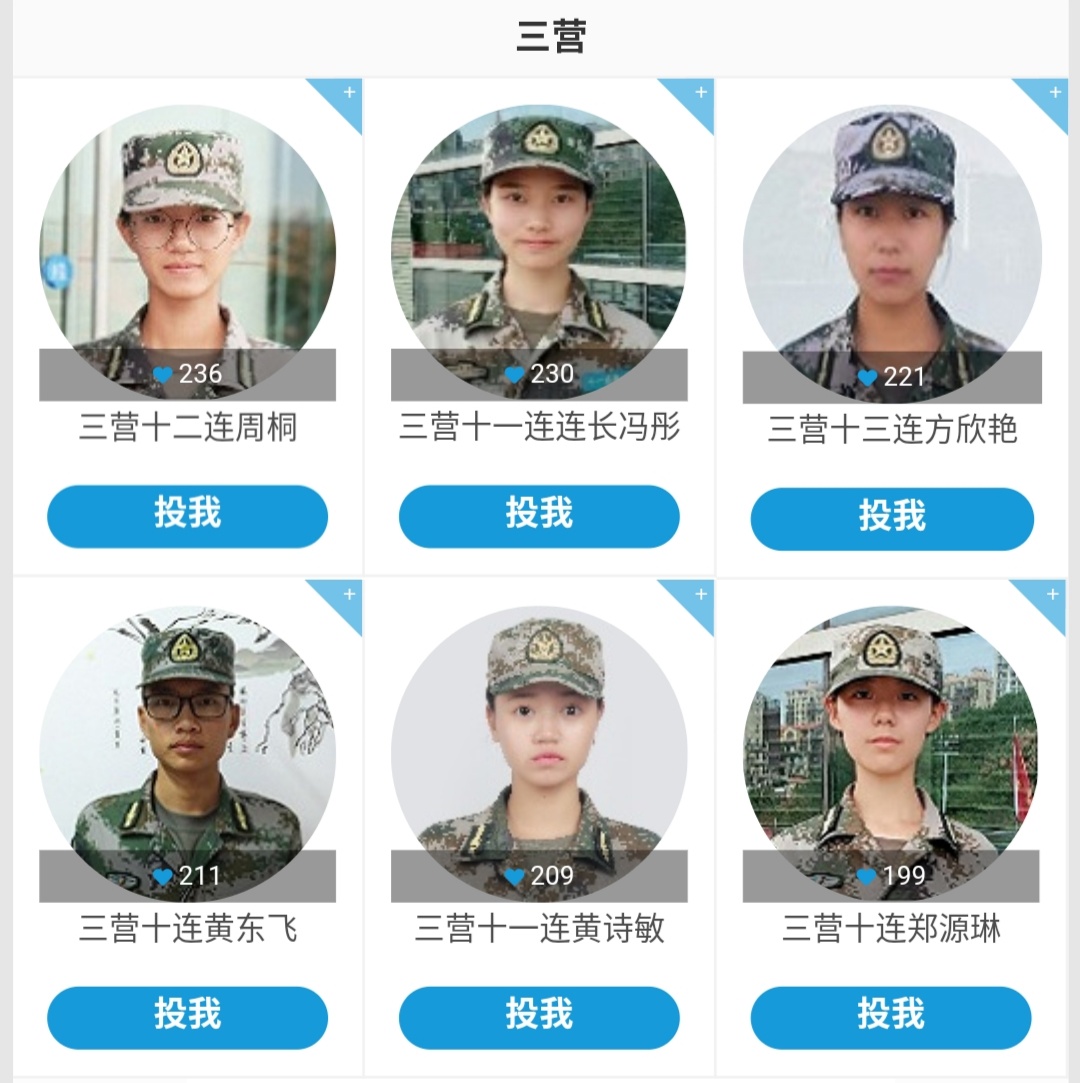 三营
236
230
221
三营十二连周桐
三营十一连连长冯彤
三营十三连方欣艳
投我
投我
投我
211
209
199
三营十连黄东飞
三营十一连黄诗敏
三营十连郑源琳
投我
投我
投我